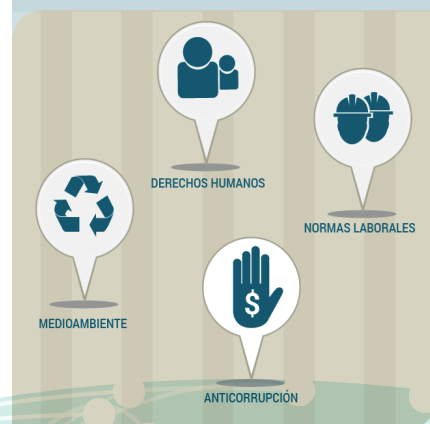 DERECHOS HUMANOS
NORMAS LABORALES
MEDIOAMBIENTE
$
ANTICORRUPCIÓN